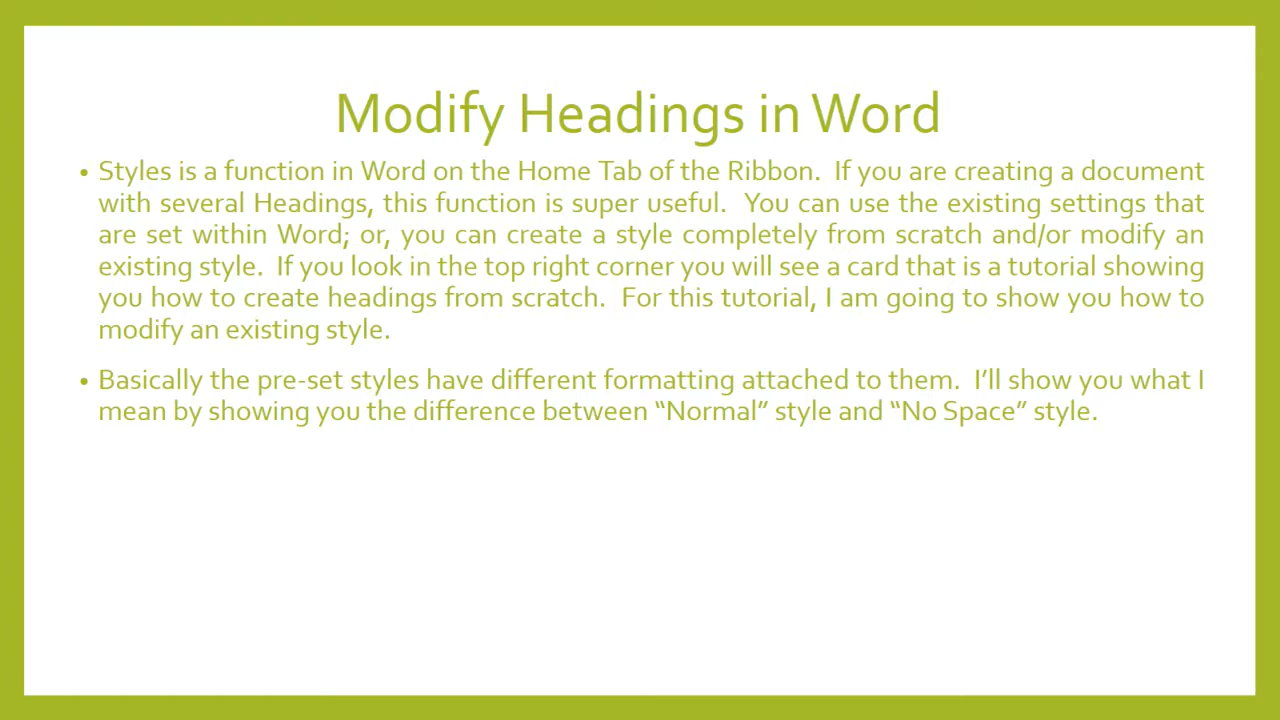 Modify Headings in Word
• Styles is a function in Word on the Home Tab of the Ribbon.  If you are creating a document
with several Headings, this function is super useful.  You can use the existing settings that
are set within Word; or, you can create a style completely from scratch and/or modify an
existing style.  If you look in the top right corner you will see a card that is a tutorial showing
you how to create headings from scratch.  For this tutorial, I am going to show you how to
modify an existing style.
• Basically the pre-set styles have different formatting attached to them.  I’ll show you what I
mean by showing you the difference between “Normal” style and “No Space” style.